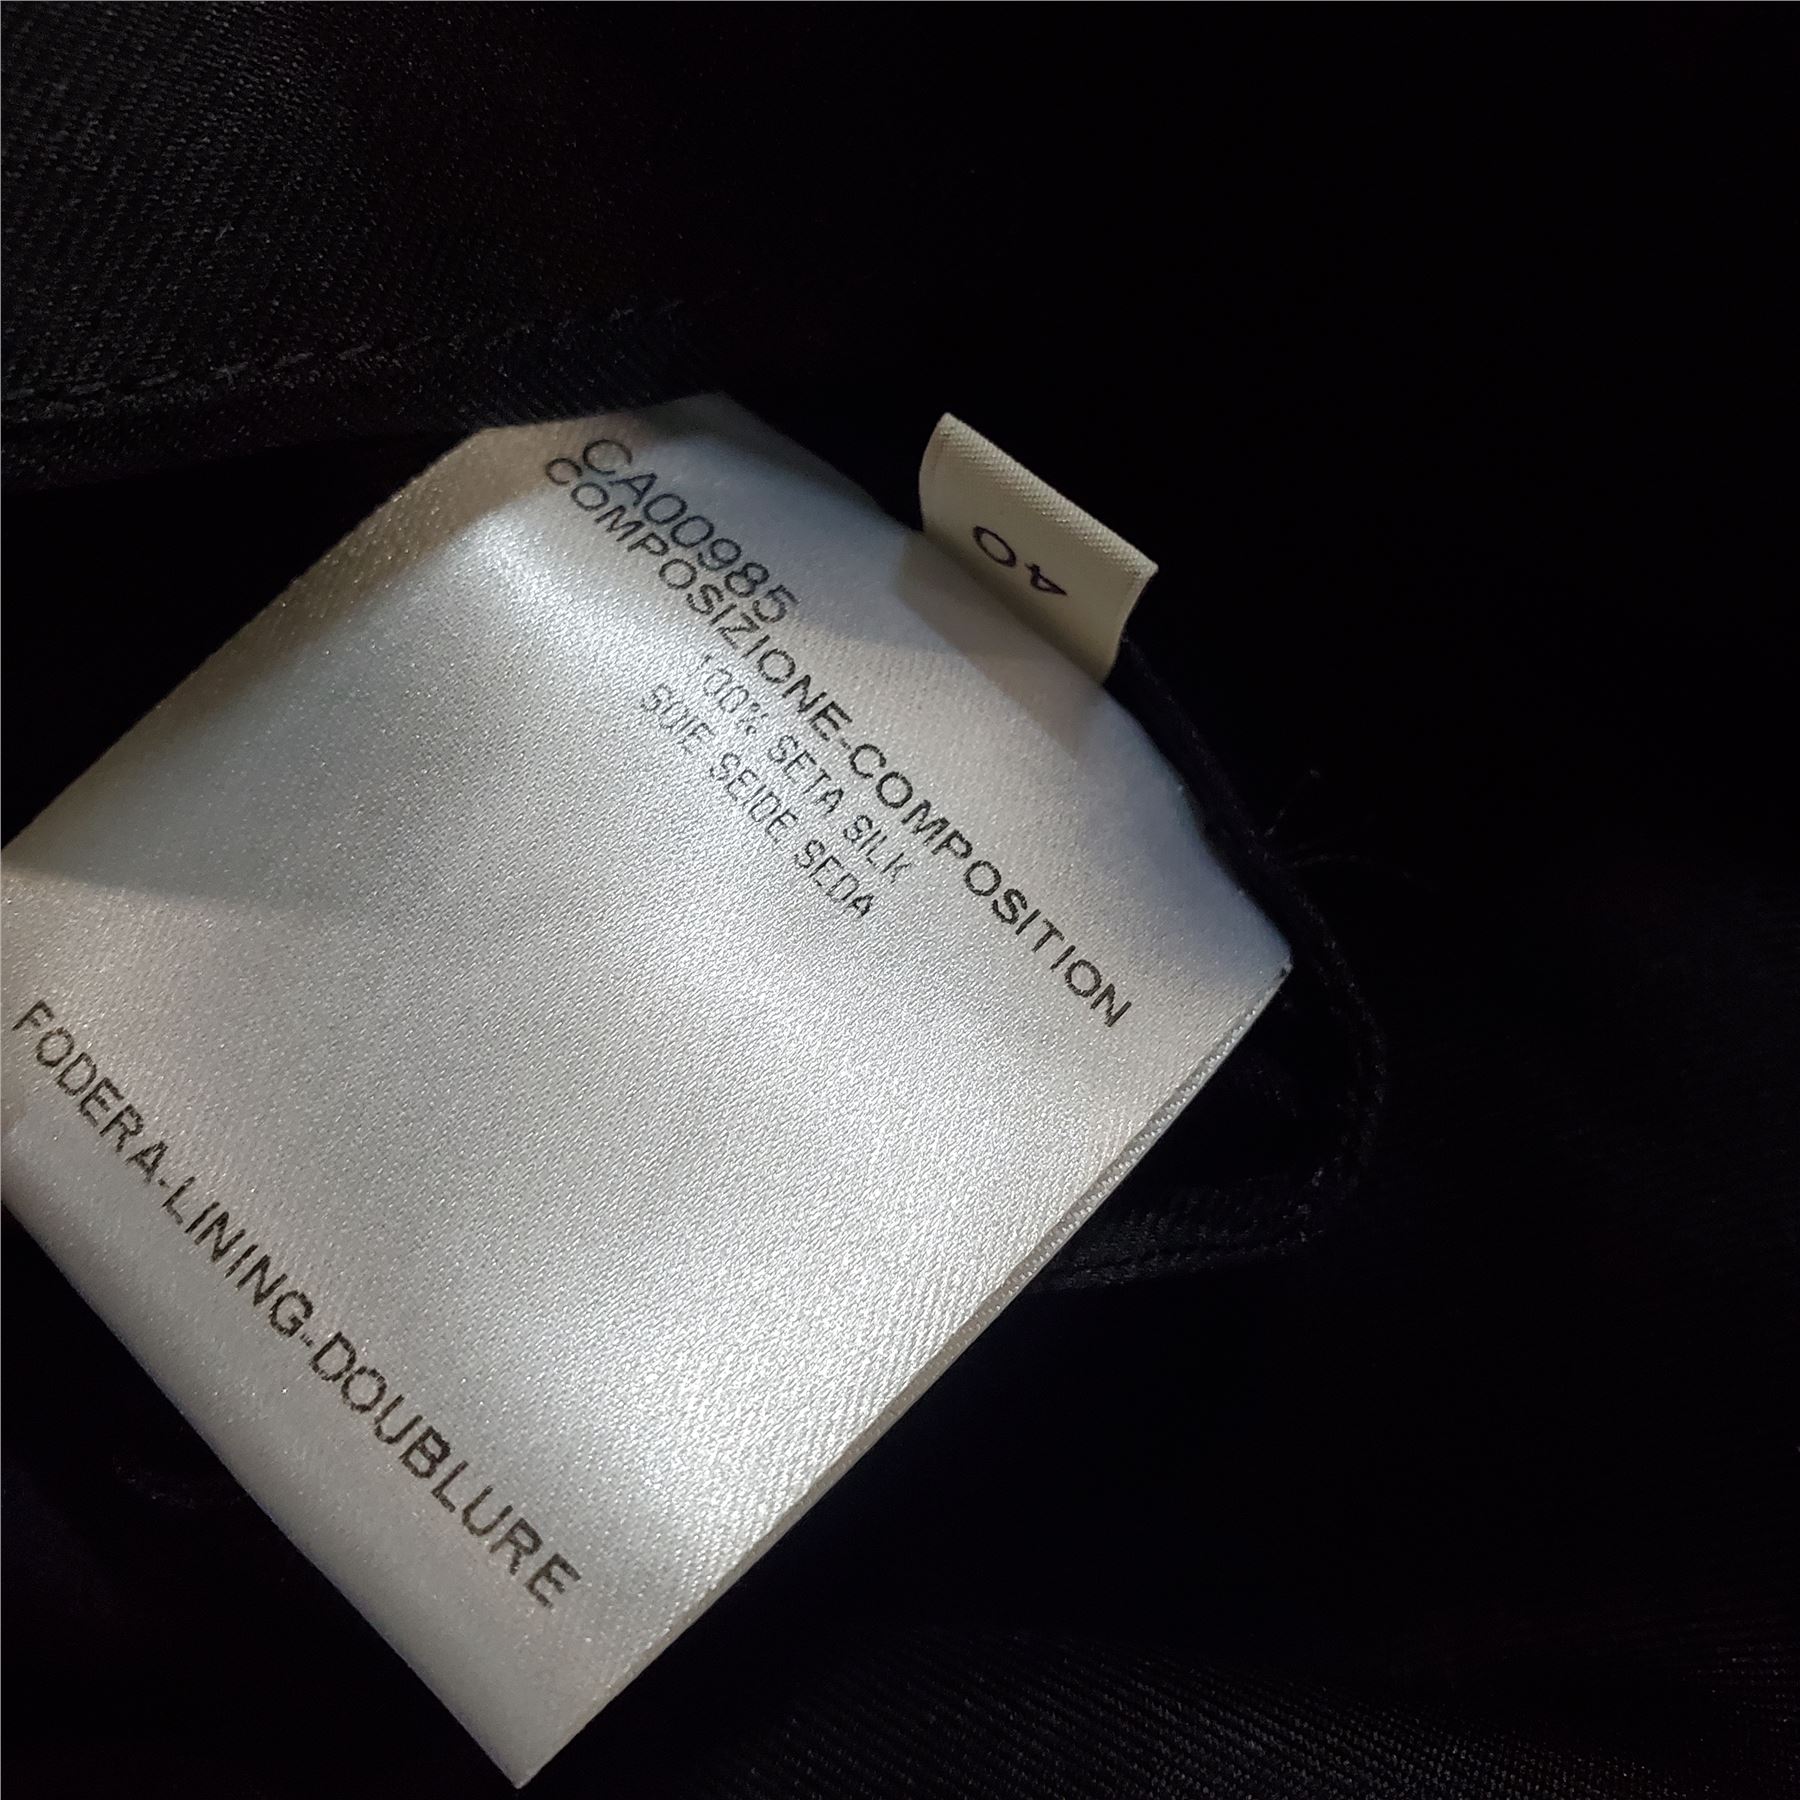 40
CA00985
COMPOSIZIONE-COMPOSITION
100% SETA SILK
SOIE SEIDE SEDA
FODERA-LINING-DOUBLURE